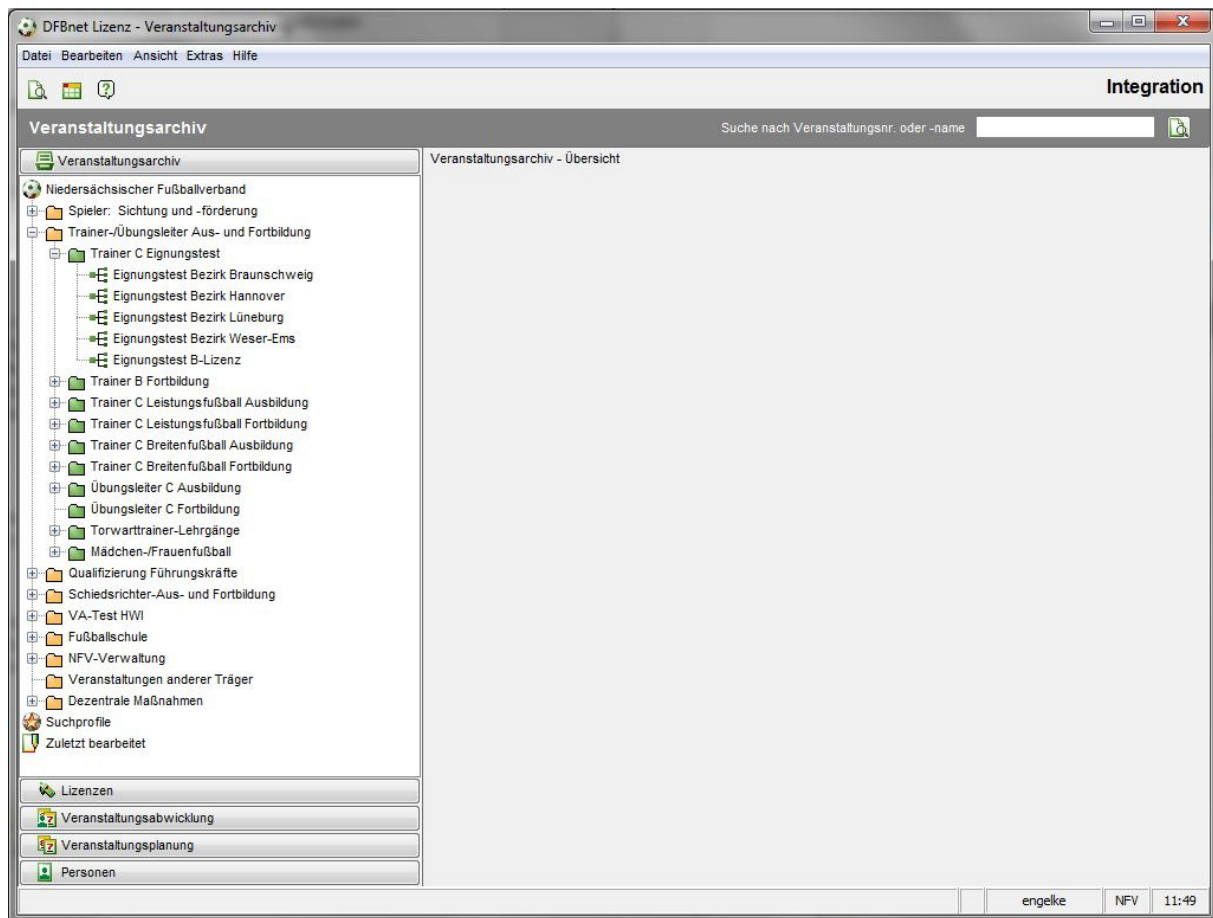 DFBnet Lizenz - Veranstaltungsarchiv
Datei Bearbeiten Ansicht Extras Hilfe
Integration
Veranstaltungsarchiv
Suche nach Veranstaltungsnr. oder -name
Veranstaltungsarchiv
Veranstaltungsarchiv - Übersicht
Niedersächsischer Fußballverband
Spieler: Sichtung und -förderung
Trainer-/Übungsleiter Aus- und Fortbildung
Trainer C Eignungstest
Eignungstest Bezirk Braunschweig
Eignungstest Bezirk Hannover
Eignungstest Bezirk Lüneburg
Eignungstest Bezirk Weser-Ems
Eignungstest B-Lizenz
Trainer B Fortbildung
Trainer C Leistungsfußball Ausbildung
Trainer C Leistungsfußball Fortbildung
Trainer C Breitenfußball Ausbildung
Trainer C Breitenfußball Fortbildung
Übungsleiter C Ausbildung
Übungsleiter C Fortbildung
Torwarttrainer-Lehrgänge
Mädchen-/Frauenfußball
Qualifizierung Führungskräfte
Schiedsrichter-Aus- und Fortbildung
VA-Test HWI
Fußballschule
NFV-Verwaltung
Veranstaltungen anderer Träger
Dezentrale Maßnahmen
Suchprofile
Zuletzt bearbeitet
Lizenzen
Veranstaltungsabwicklung
Veranstaltungsplanung
Personen
engelke NFV 11:49